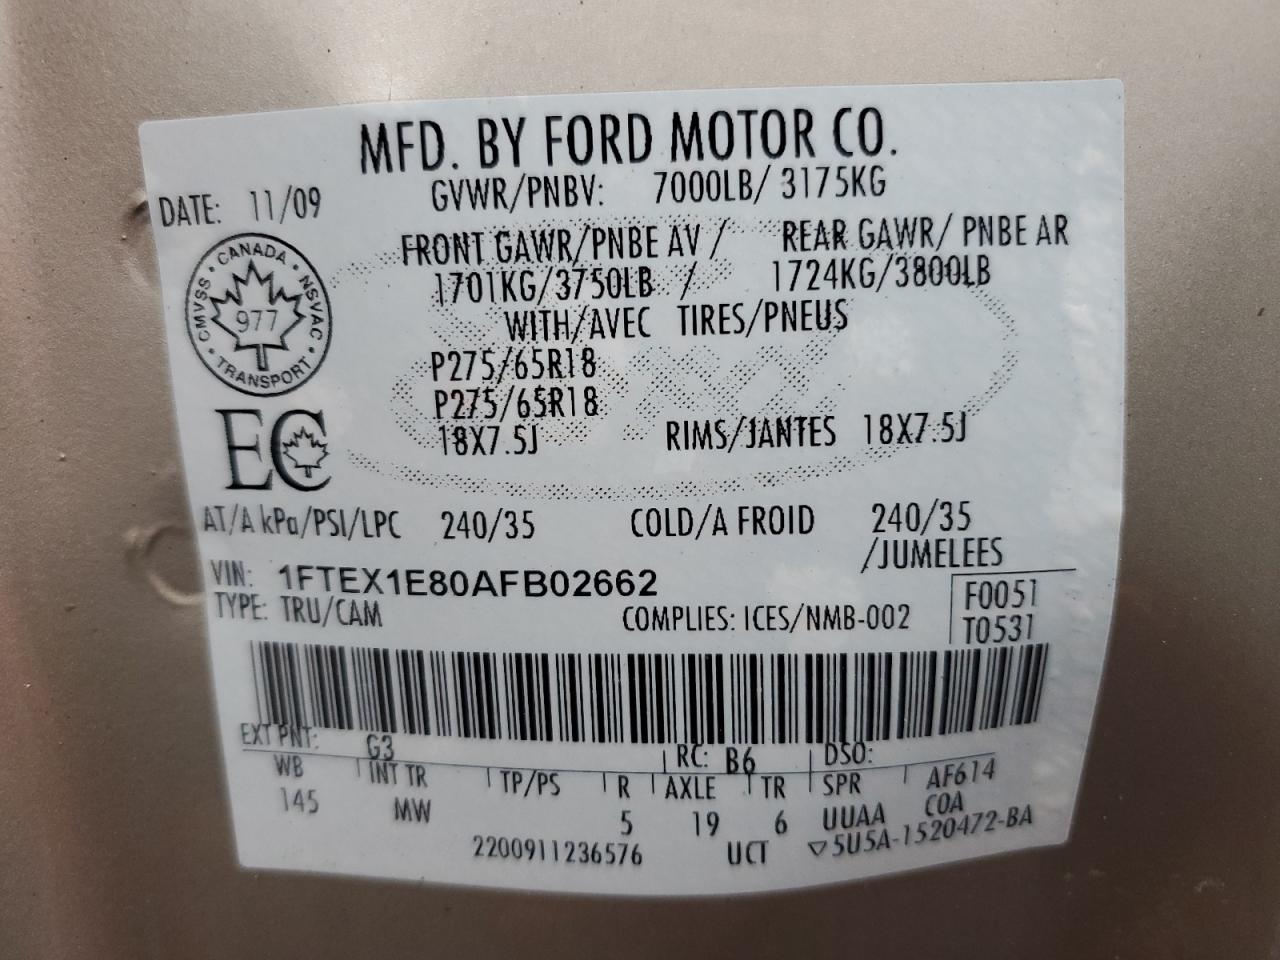 MFD. BY FORD MOTOR CO.
DATE: 11/09 GVWR/PNBV: 7000LB/ 3175KG
FRONT GAWR/PNBE AV / REAR GAWR/ PNBE AR
1701KG/3750LB / 1724KG/3800LB
WITH/AVEC TIRES/PNEUS
P275/65R18
P275/65R18
18X7.5J RIMS/JANTES 18X7.5J
CANADA
CMVSS 977 NSVAC
TRANSPORT
EC
AT/A kPa/PSI/LPC 240/35 COLD/A FROID 240/35
/JUMELEES
VIN: 1FTEX1E80AFB02662
TYPE: TRU/CAM COMPLIES: ICES/NMB-002
F0051
T0531
EXT PNT: G3 RC: B6 DSO:
WB INT TR TP/PS R AXLE TR SPR AF614
145 MW 5 19 6 UUAA COA
2200911236576 UCT ▽5U5A-1520472-BA